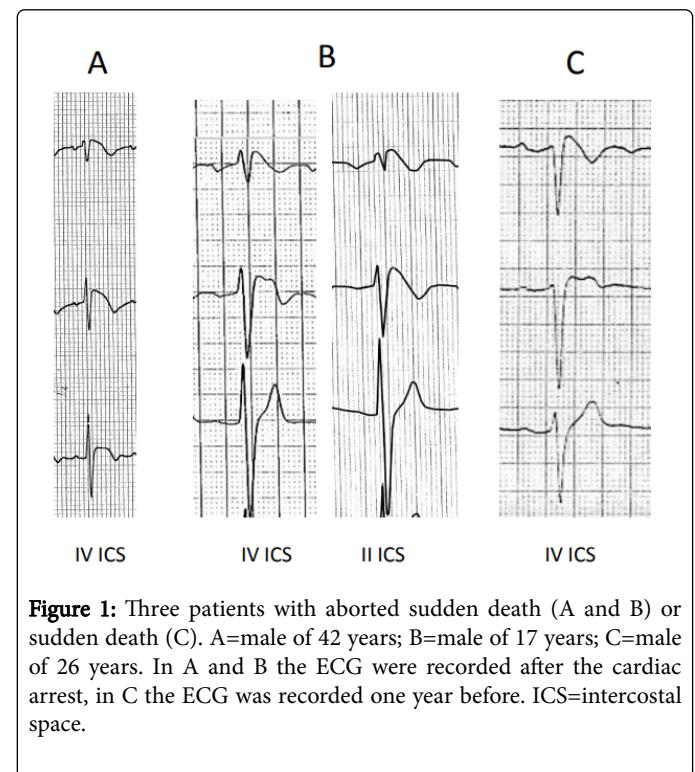 A
B
C
IV ICS
IV ICS
II ICS
IV ICS
Figure 1: Three patients with aborted sudden death (A and B) or
sudden death (C). A=male of 42 years; B=male of 17 years; C=male
of 26 years. In A and B the ECG were recorded after the cardiac
arrest, in C the ECG was recorded one year before. ICS=intercostal
space.